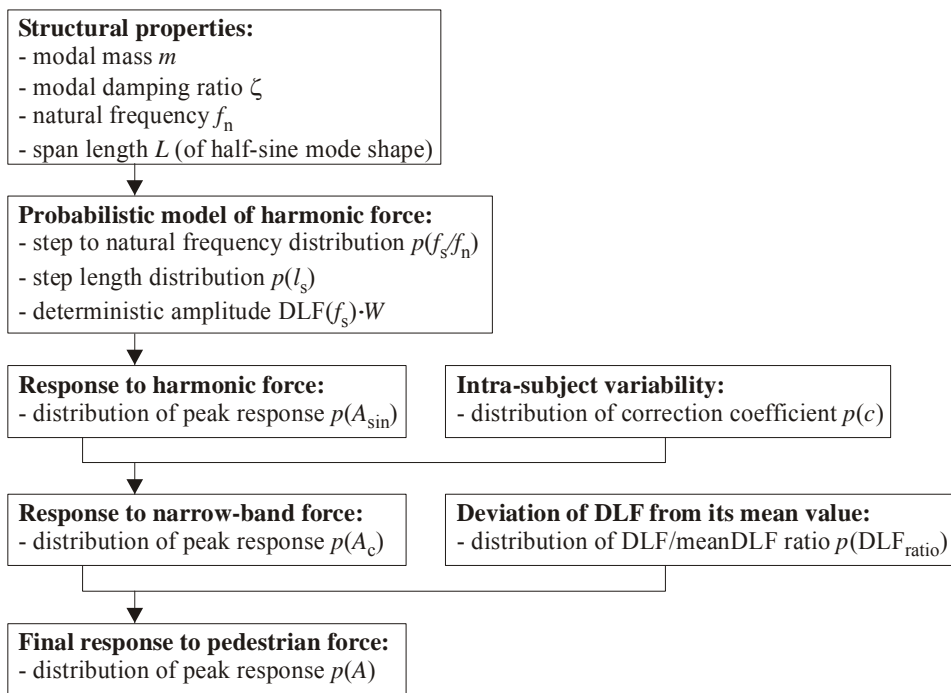 Structural properties:
- modal mass m
- modal damping ratio ζ
- natural frequency fn
- span length L (of half-sine mode shape)
Probabilistic model of harmonic force:
- step to natural frequency distribution p(fs/fn)
- step length distribution p(ls)
- deterministic amplitude DLF(fs)·W
Response to harmonic force:
- distribution of peak response p(Asin)
Intra-subject variability:
- distribution of correction coefficient p(c)
Response to narrow-band force:
- distribution of peak response p(Ac)
Deviation of DLF from its mean value:
- distribution of DLF/meanDLF ratio p(DLFratio)
Final response to pedestrian force:
- distribution of peak response p(A)